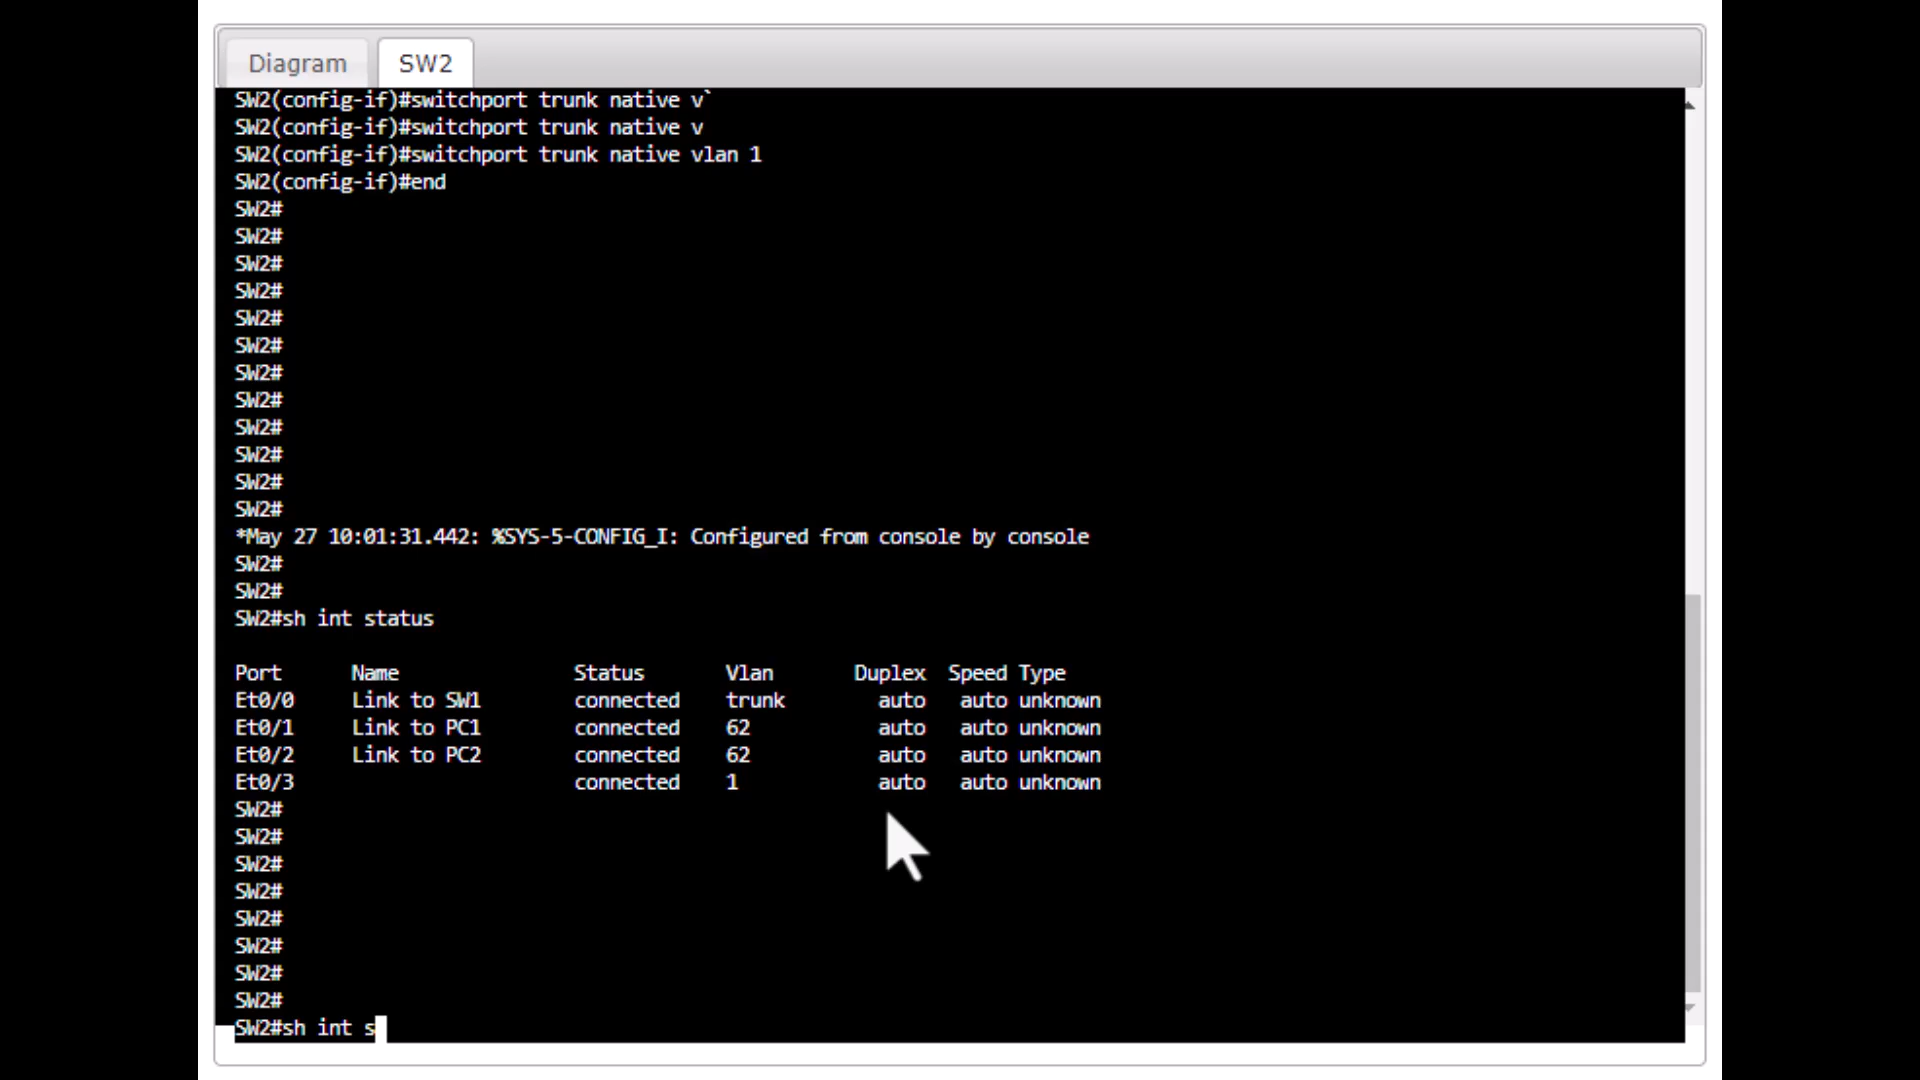 Diagram SW2
SW2(config-if)#switchport trunk native v`
SW2(config-if)#switchport trunk native v
SW2(config-if)#switchport trunk native vlan 1
SW2(config-if)#end
SW2#
SW2#
SW2#
SW2#
SW2#
SW2#
SW2#
SW2#
SW2#
SW2#
SW2#
SW2#
*May 27 10:01:31.442: %SYS-5-CONFIG_I: Configured from console by console
SW2#
SW2#
SW2#sh int status
Port Name Status Vlan Duplex Speed Type
Et0/0 Link to SW1 connected trunk auto auto unknown
Et0/1 Link to PC1 connected 62 auto auto unknown
Et0/2 Link to PC2 connected 62 auto auto unknown
Et0/3 connected 1 auto auto unknown
SW2#
SW2#
SW2#
SW2#
SW2#
SW2#
SW2#
SW2#
SW2#sh int s